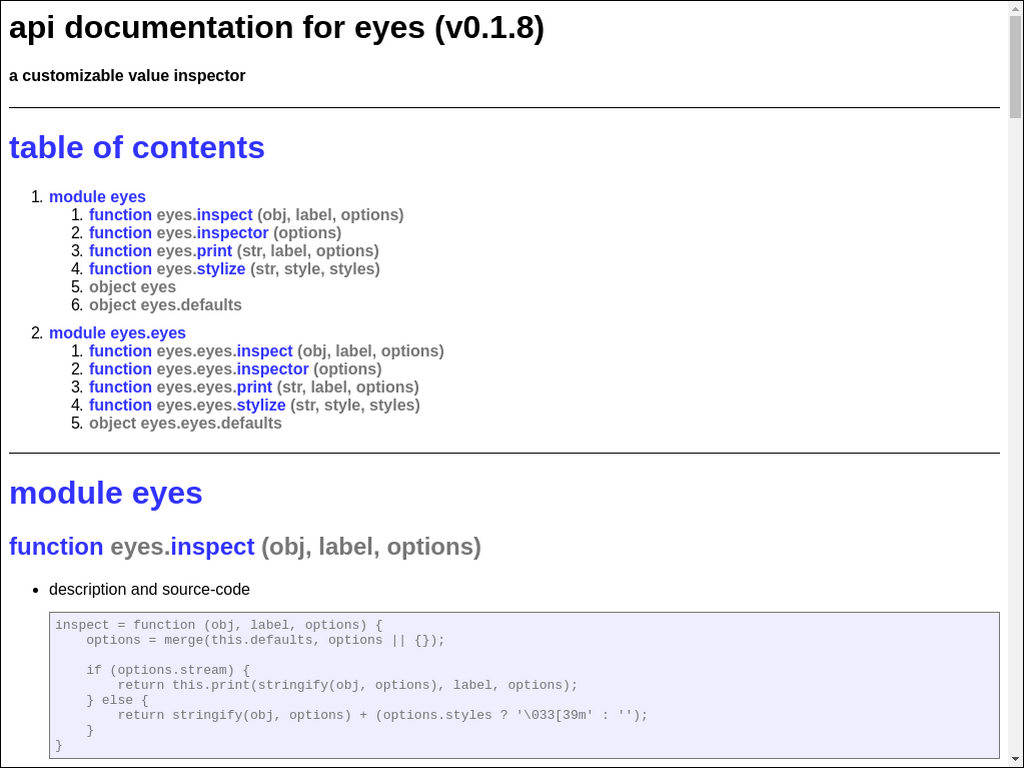 api documentation for eyes (v0.1.8)
a customizable value inspector
table of contents
1. module eyes
1. function eyes.inspect (obj, label, options)
2. function eyes.inspector (options)
3. function eyes.print (str, label, options)
4. function eyes.stylize (str, style, styles)
5. object eyes
6. object eyes.defaults
2. module eyes.eyes
1. function eyes.eyes.inspect (obj, label, options)
2. function eyes.eyes.inspector (options)
3. function eyes.eyes.print (str, label, options)
4. function eyes.eyes.stylize (str, style, styles)
5. object eyes.eyes.defaults
module eyes
function eyes.inspect (obj, label, options)
• description and source-code
inspect = function (obj, label, options) {
    options = merge(this.defaults, options || {});
    if (options.stream) {
        return this.print(stringify(obj, options), label, options);
    } else {
        return stringify(obj, options) + (options.styles ? '\033[39m' : '');
    }
}